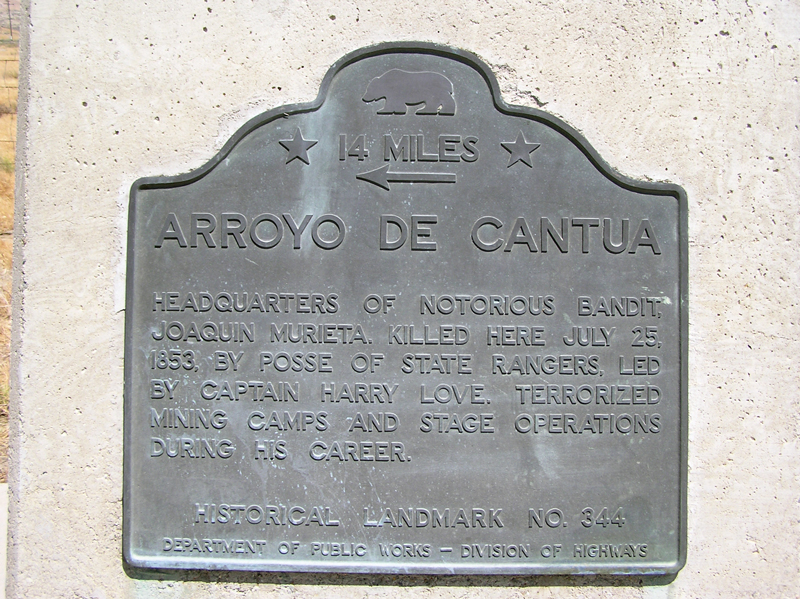 14 MILES
ARROYO DE CANTUA
HEADQUARTERS OF NOTORIOUS BANDIT,
JOAQUIN MURIETA. KILLED HERE JULY 25,
1853, BY POSSE OF STATE RANGERS, LED
BY CAPTAIN HARRY LOVE. TERRORIZED
MINING CAMPS AND STAGE OPERATIONS
DURING HIS CAREER.
HISTORICAL LANDMARK NO. 344
DEPARTMENT OF PUBLIC WORKS – DIVISION OF HIGHWAYS